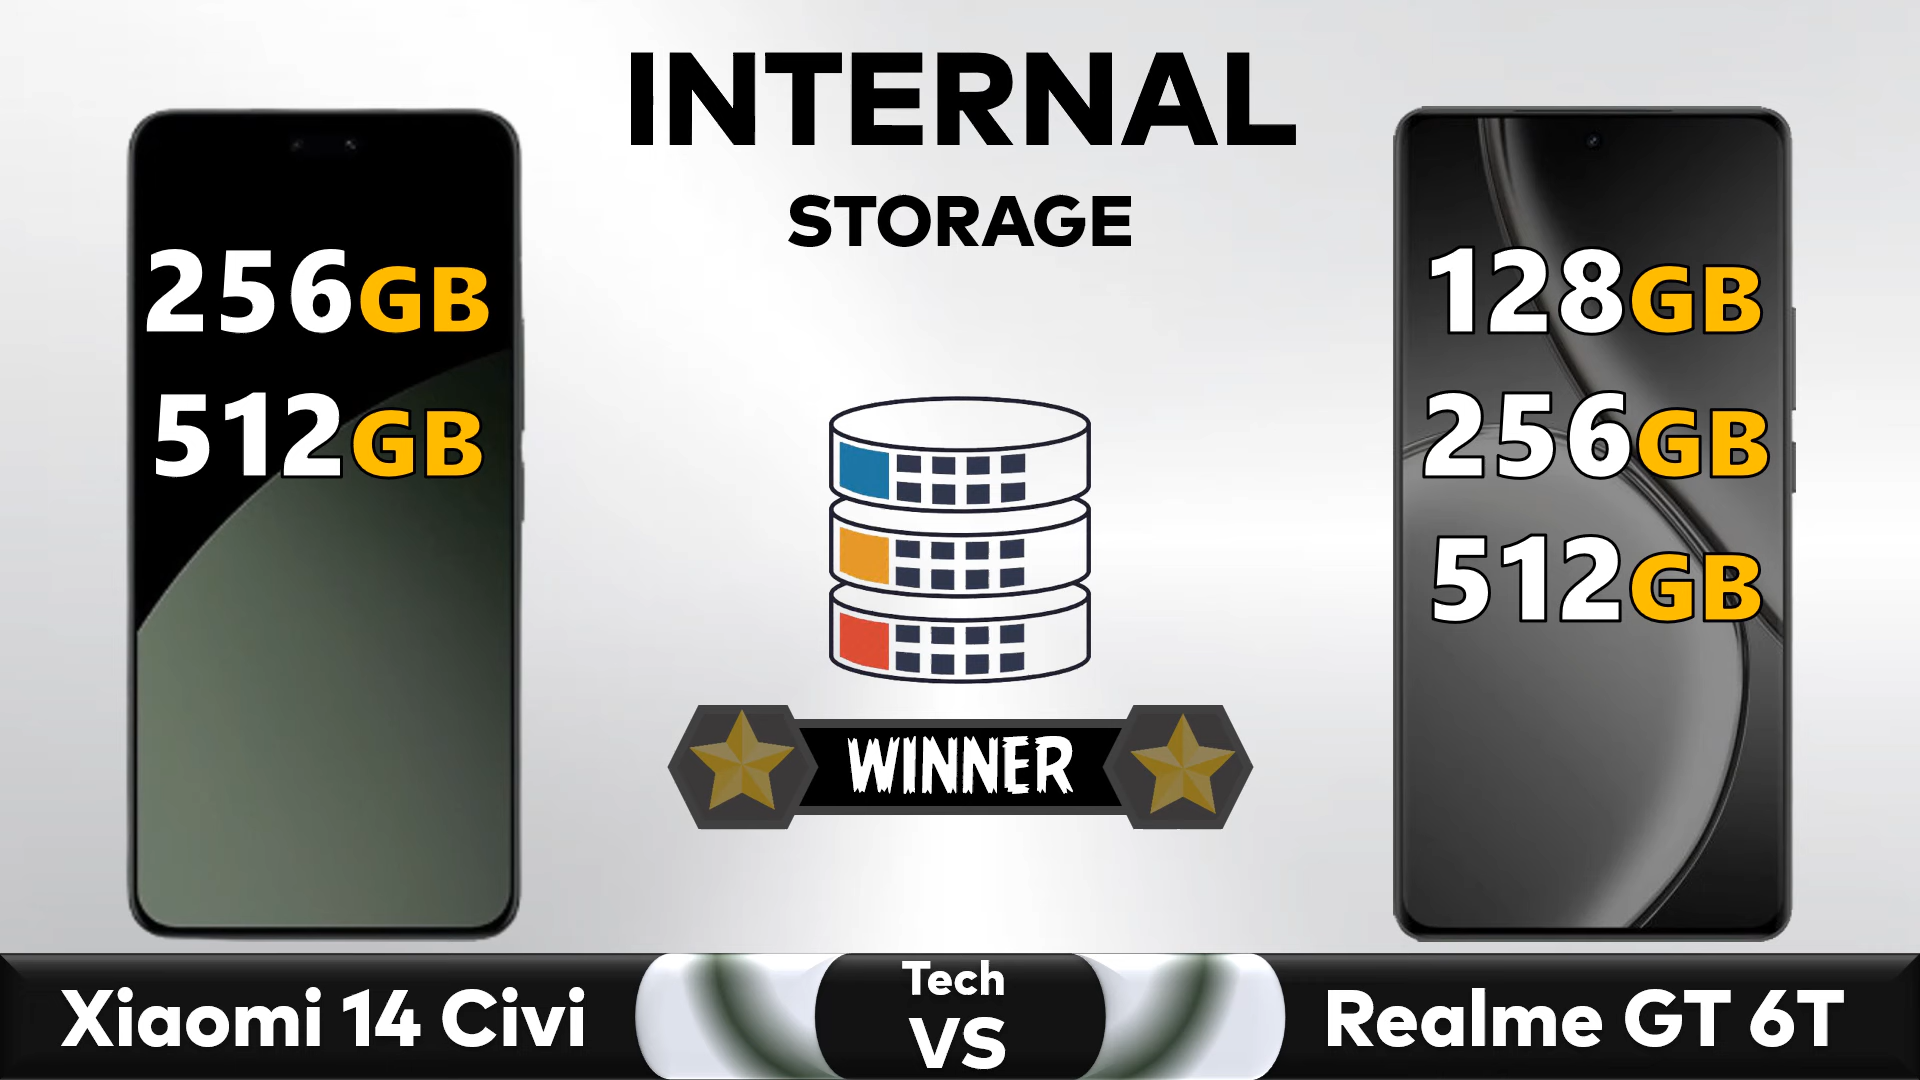 INTERNAL
STORAGE
256GB
512GB
128GB
256GB
512GB
WINNER
Xiaomi 14 Civi
Tech
VS
Realme GT 6T